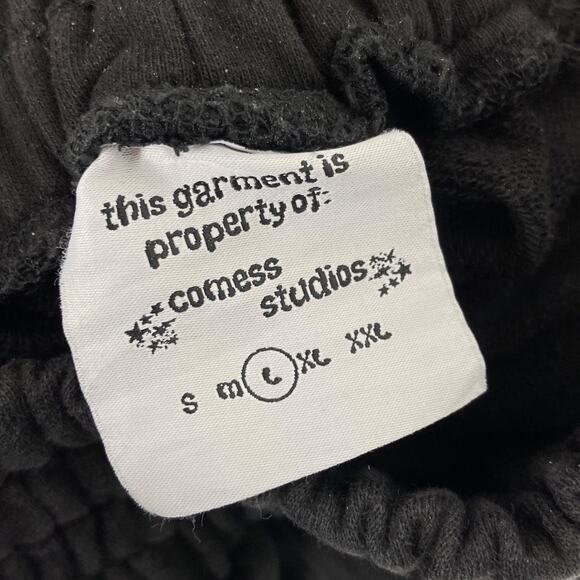 this garment is
property of:
comess
studios
s m L XL XXL